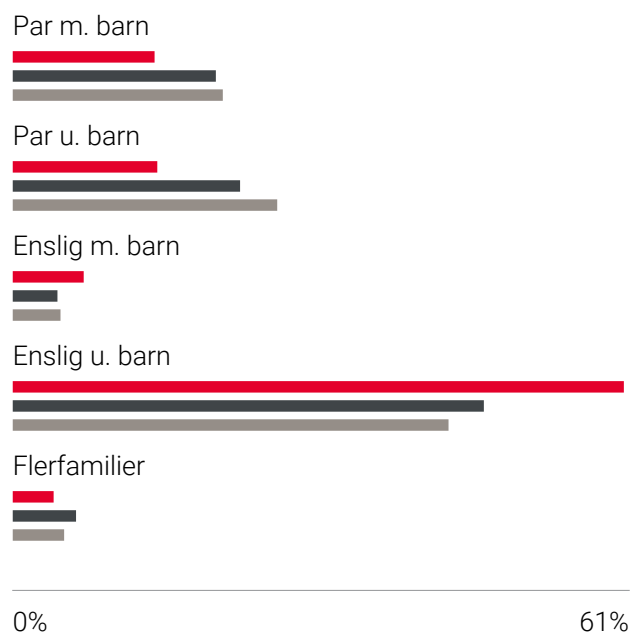 Par m. barn
Par u. barn
Enslig m. barn
Enslig u. barn
Flerfamilier
0% 61%